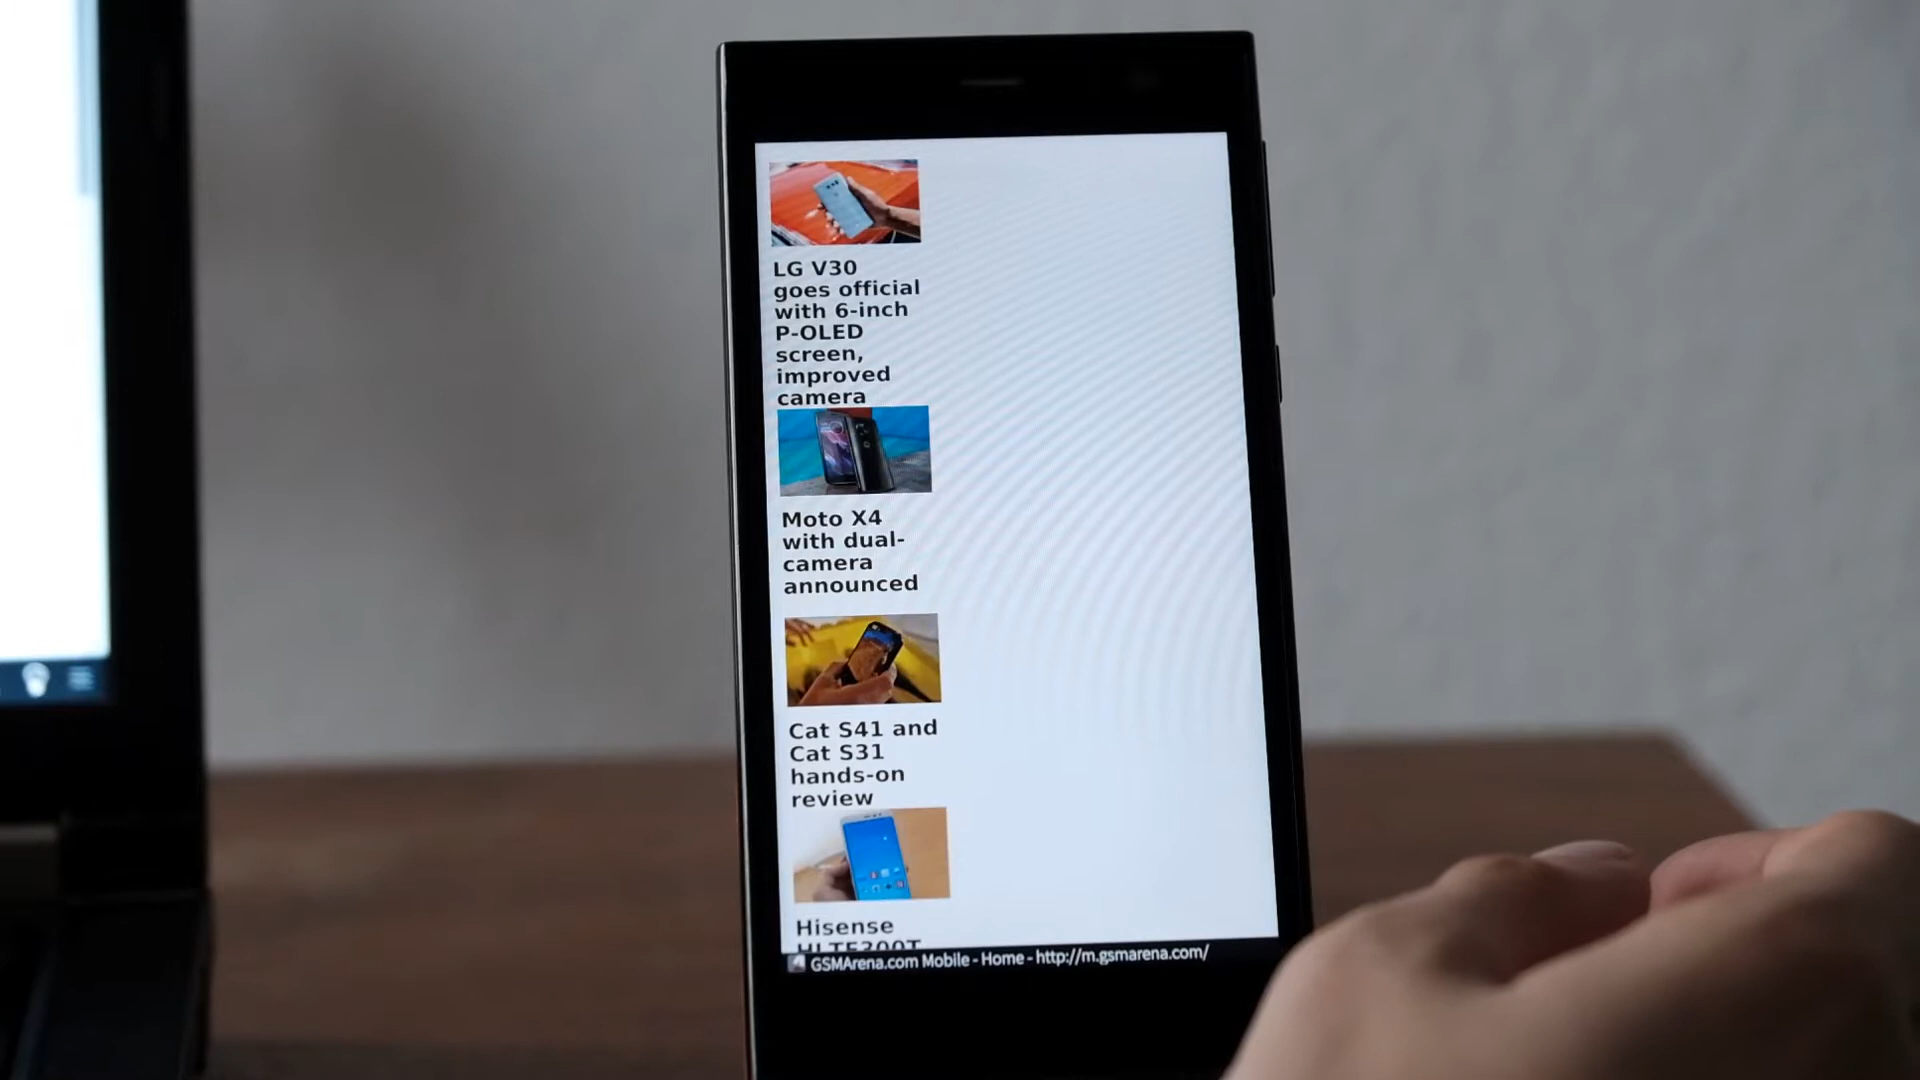 LG V30
goes official
with 6-inch
P-OLED
screen,
improved
camera
Moto X4
with dual-
camera
announced
Cat S41 and
Cat S31
hands-on
review
Hisense
HLTE300T
GSMArena.com Mobile - Home - http://m.gsmarena.com/